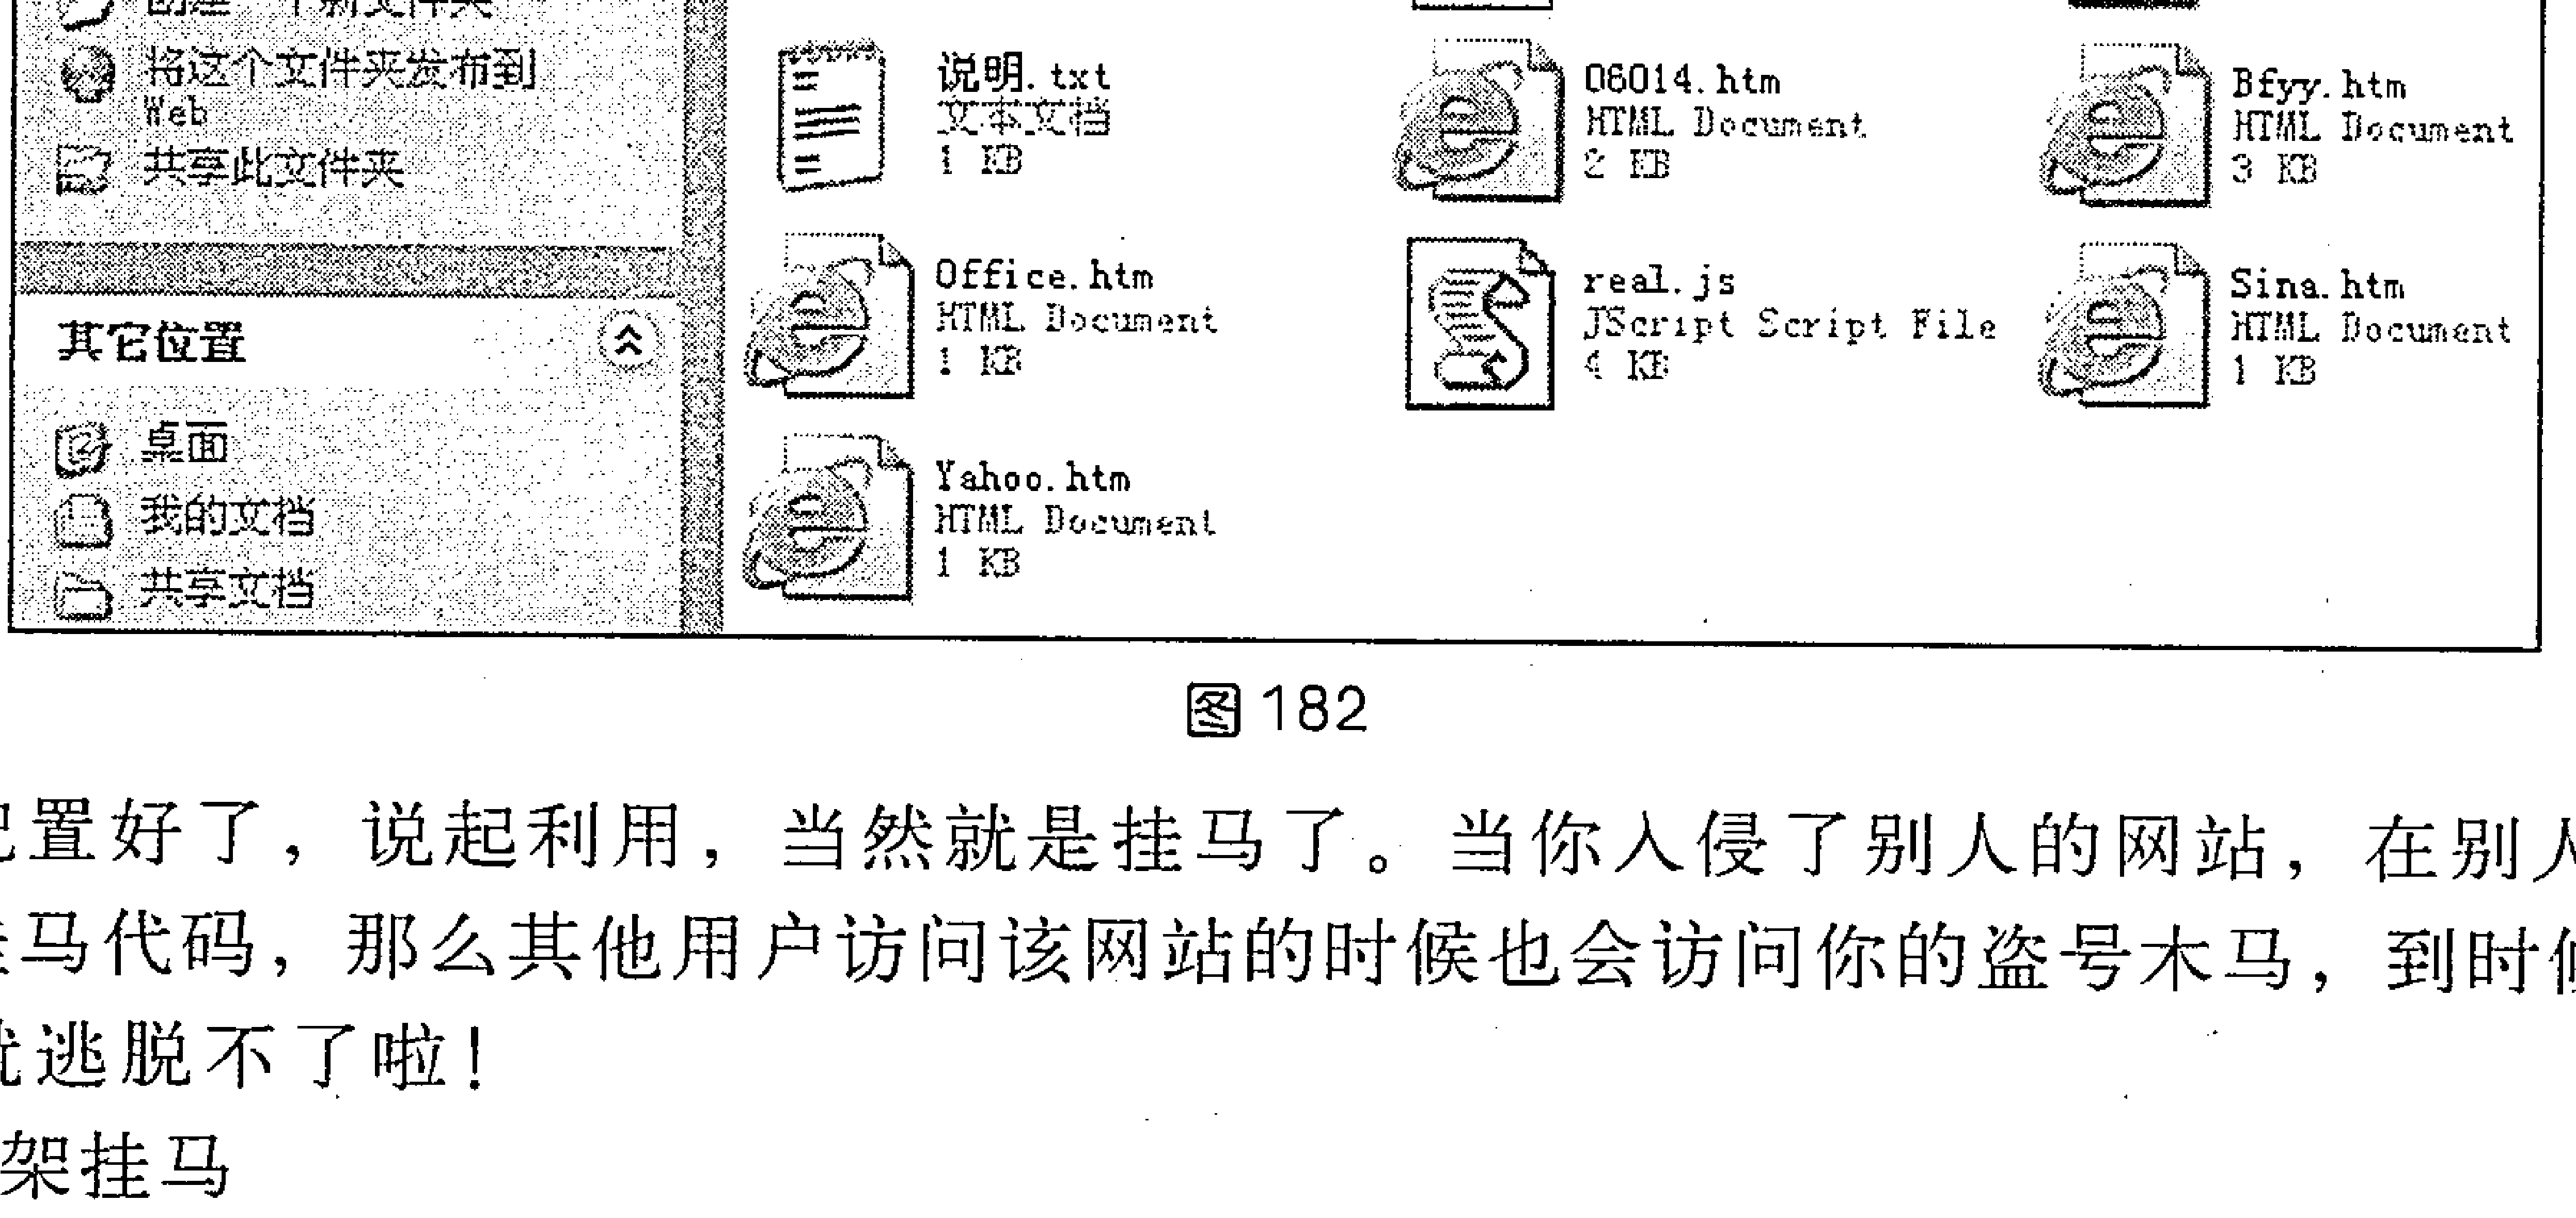 将这个文件夹发布到
Web
共享此文件夹
其它位置
桌面
我的文档
共享文档
说明.txt
文本文档
1 KB
06014.htm
HTML Document
2 KB
Bfyy.htm
HTML Document
3 KB
Office.htm
HTML Document
1 KB
real.js
JScript Script File
4 KB
Sina.htm
HTML Document
1 KB
Yahoo.htm
HTML Document
1 KB
图182
置好了，说起利用，当然就是挂马了。当你入侵了别人的网站，在别人
马代码，那么其他用户访问该网站的时候也会访问你的盗号木马，到时候
就逃脱不了啦！
架挂马